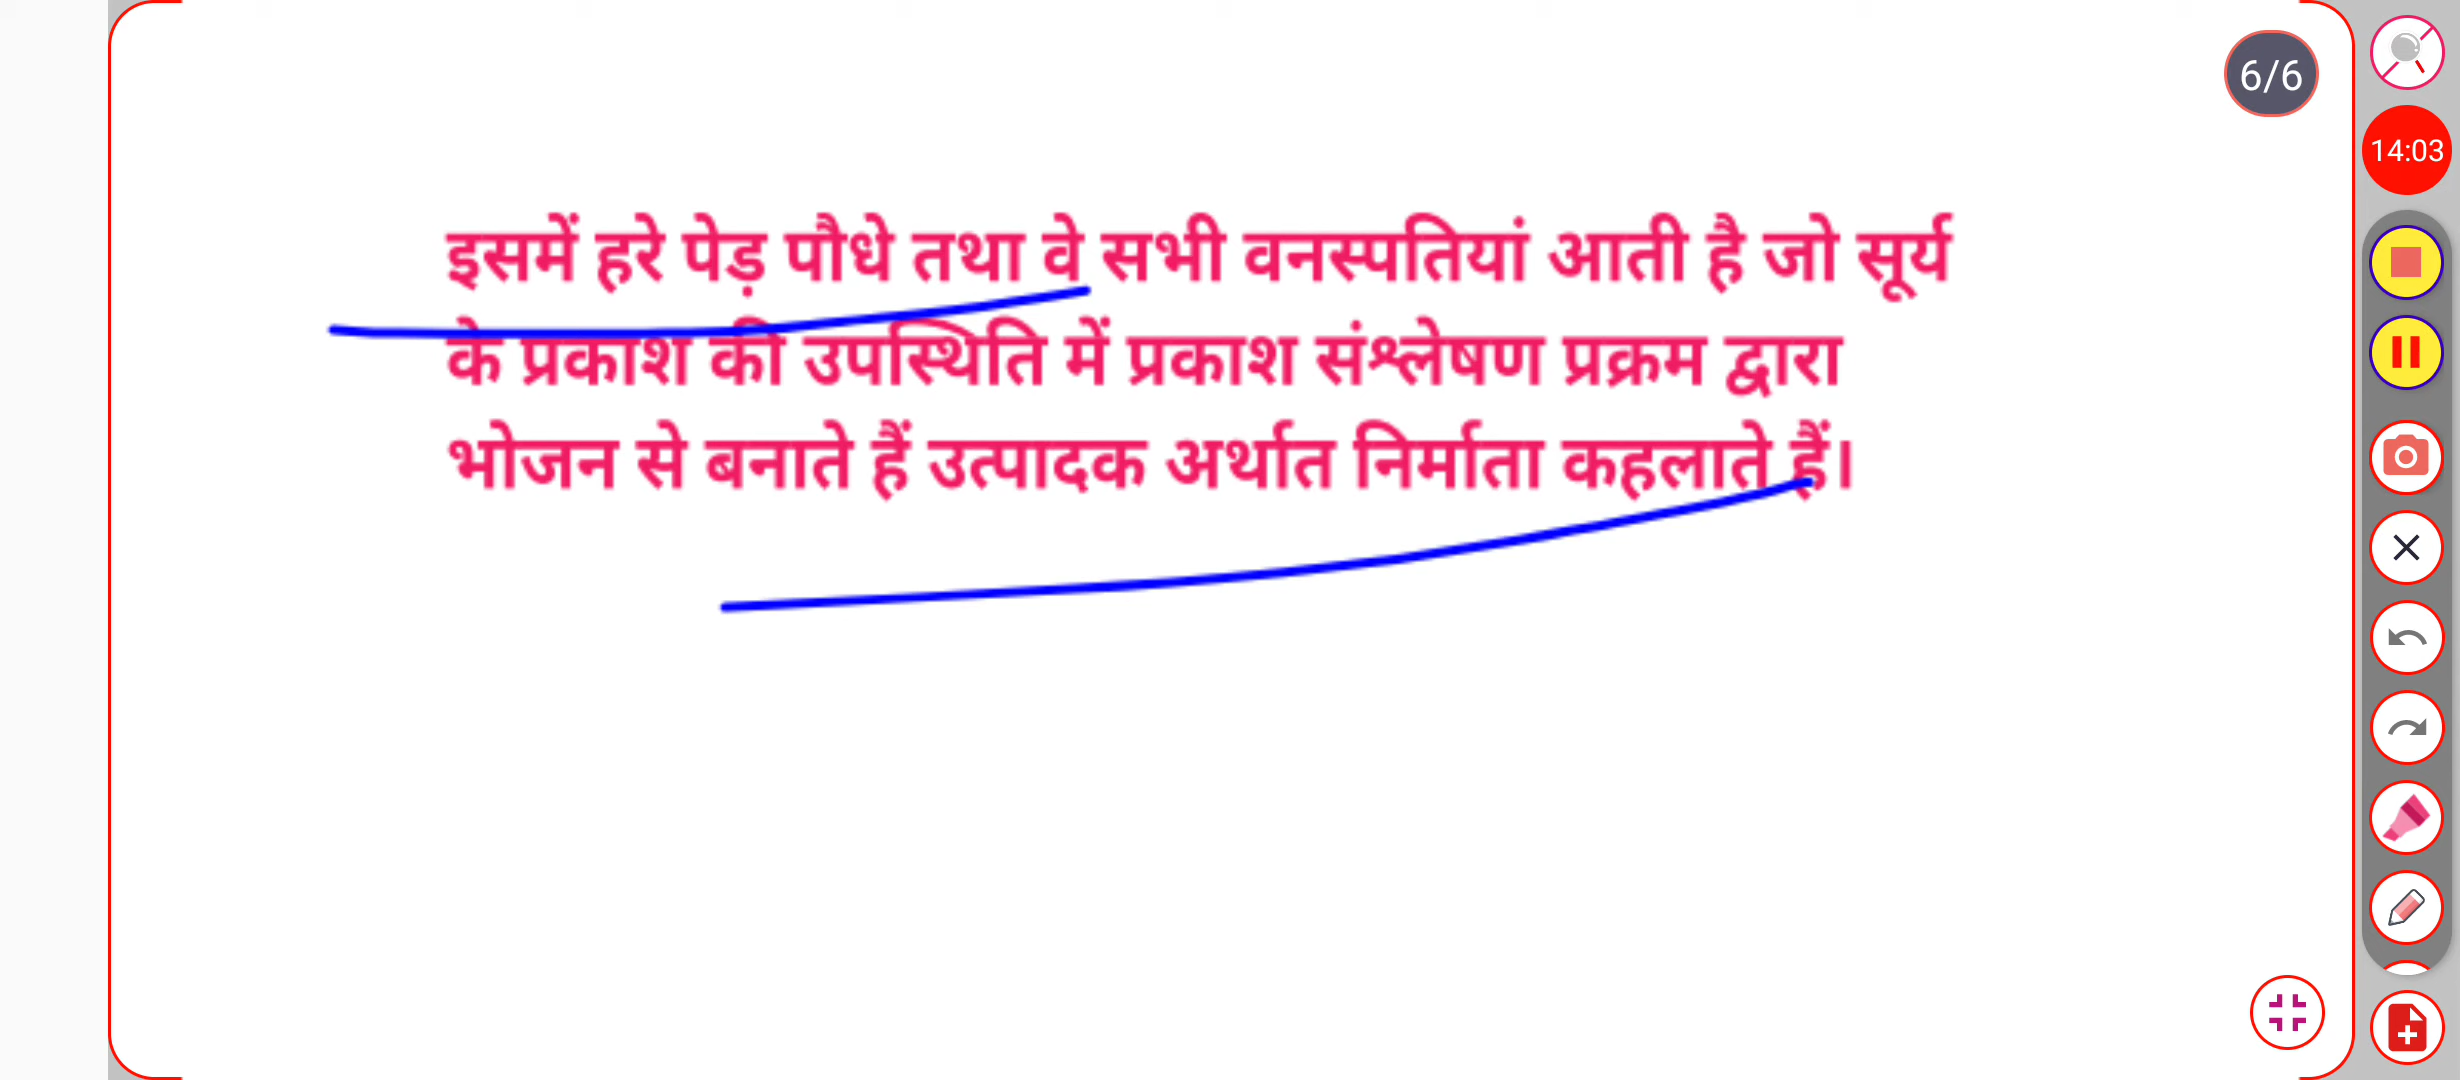 6/6
14:03
इसमें हरे पेड़ पौधे तथा वे सभी वनस्पतियां आती है जो सूर्य
के प्रकाश की उपस्थिति में प्रकाश संश्लेषण प्रक्रम द्वारा
भोजन से बनाते हैं उत्पादक अर्थात निर्माता कहलाते हैं।